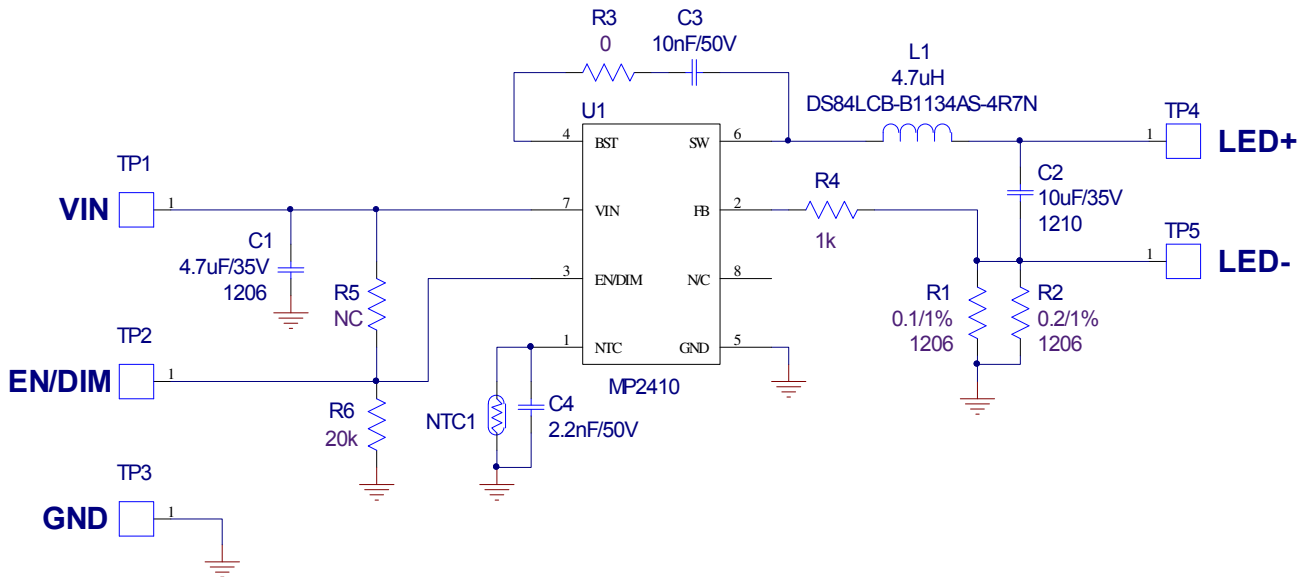 R3
0
C3
10nF/50V
L1
4.7uH
DS84LCB-B1134AS-4R7N
U1
4
BST
SW
6
TP4
1
LED+
TP1
VIN
1
7
VIN
FB
2
R4
1k
C2
10uF/35V
1210
C1
4.7uF/35V
1206
TP5
1
LED-
3
EN/DIM
N/C
8
R5
NC
R1
0.1/1%
1206
R2
0.2/1%
1206
TP2
EN/DIM
1
1
NTC
GND
5
MP2410
R6
20k
NTC1
C4
2.2nF/50V
TP3
GND
1